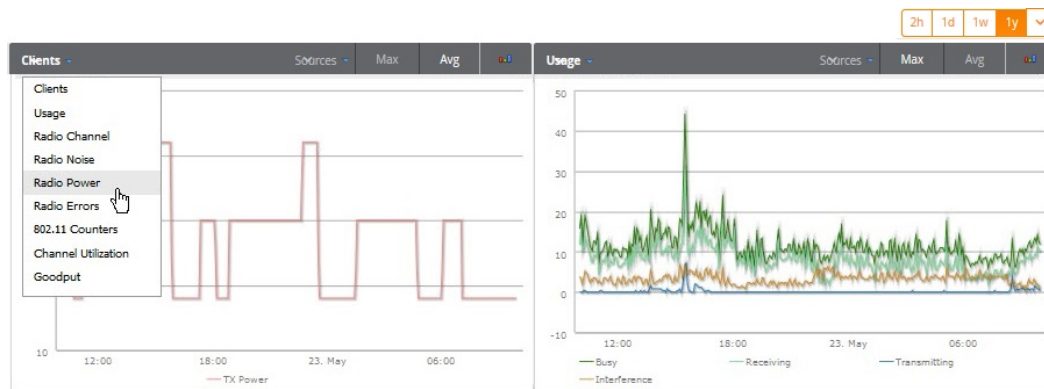 2h 1d 1w 1y
Clients Sources Max Avg
Usage Sources Max Avg
Clients
Usage
Radio Channel
Radio Noise
Radio Power
Radio Errors
802.11 Counters
Channel Utilization
Goodput
10
12:00 18:00 23. May 06:00
TX Power
50
40
30
20
10
0
-10
12:00 18:00 23. May 06:00
Busy Receiving Transmitting
Interference